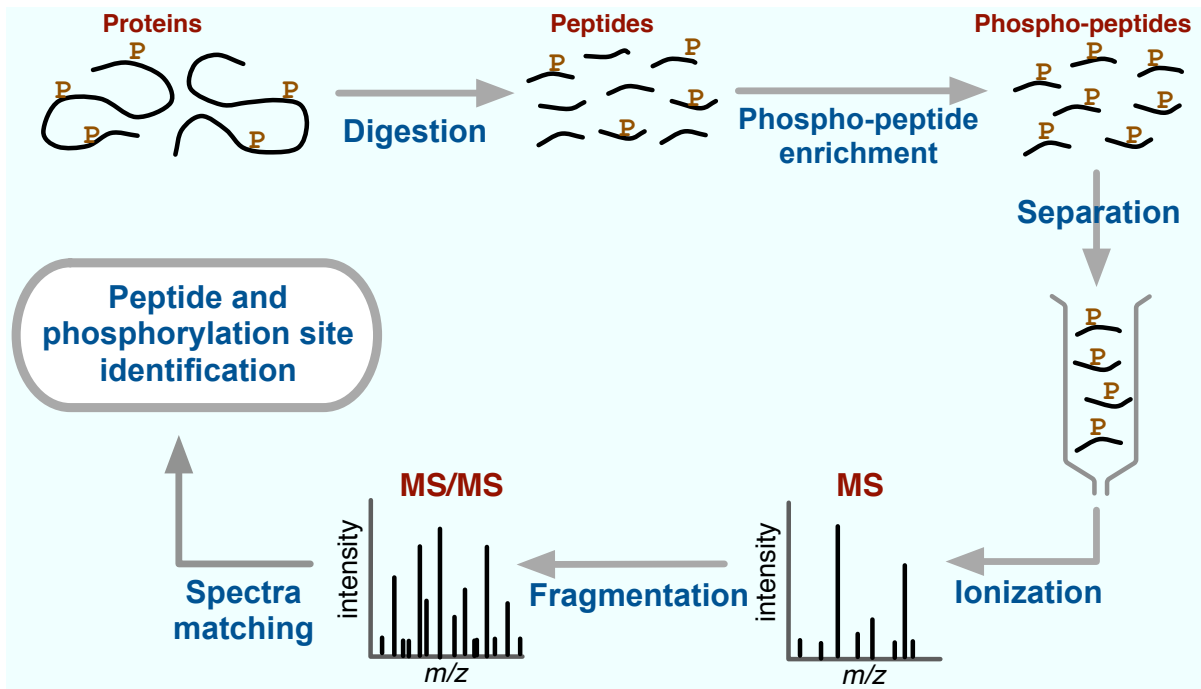 Proteins
P
P
P
P
P
Digestion
Peptides
P
P
P
P
Phospho-peptide
enrichment
Phospho-peptides
P
P
P
P
P
P
P
Separation
P
P
P
P
Ionization
MS
intensity
m/z
Fragmentation
MS/MS
intensity
m/z
Spectra
matching
Peptide and
phosphorylation site
identification